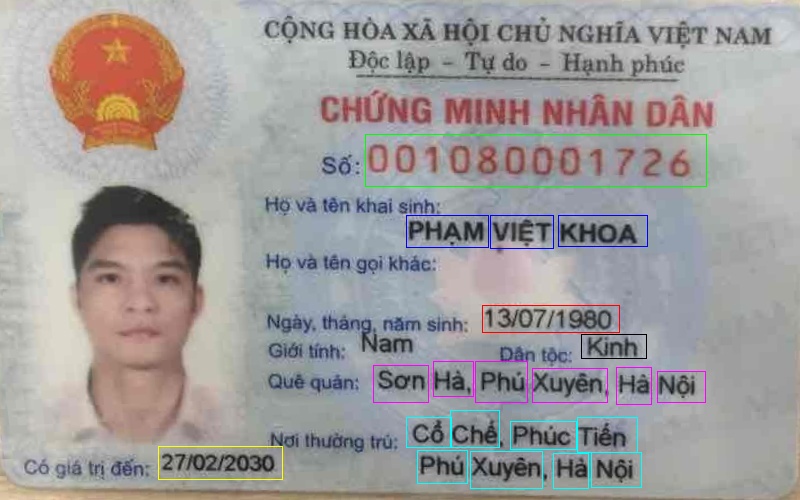 CỘNG HÒA XÃ HỘI CHỦ NGHĨA VIỆT NAM
Độc lập - Tự do - Hạnh phúc
CHỨNG MINH NHÂN DÂN
Số: 001080001726
Họ và tên khai sinh:
PHẠM VIỆT KHOA
Họ và tên gọi khác:
Ngày, tháng, năm sinh: 13/07/1980
Giới tính: Nam Dân tộc: Kinh
Quê quán: Sơn Hà, Phú Xuyên, Hà Nội
Nơi thường trú: Cổ Chế, Phúc Tiến
Phú Xuyên, Hà Nội
Có giá trị đến: 27/02/2030